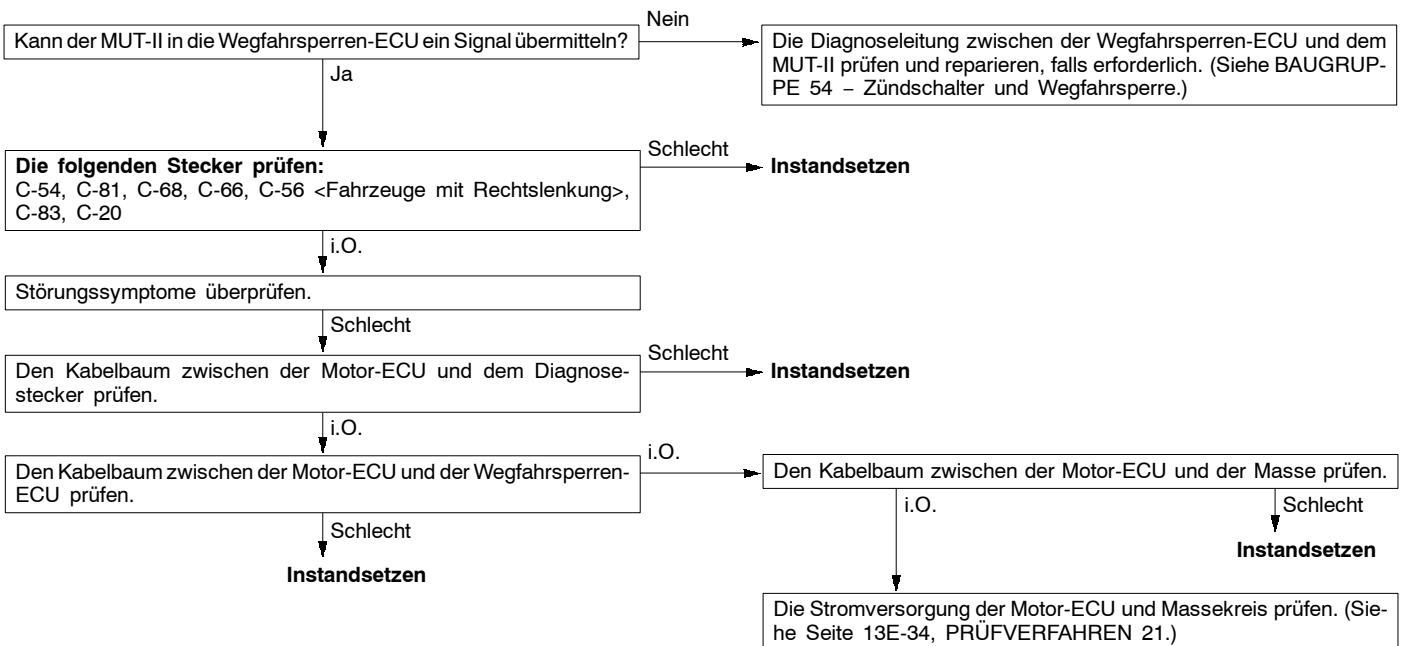 Kann der MUT-II in die Wegfahrsperren-ECU ein Signal übermitteln?
Nein
Die Diagnoseleitung zwischen der Wegfahrsperren-ECU und dem
MUT-II prüfen und reparieren, falls erforderlich. (Siehe BAUGRUP-
PE 54 – Zündschalter und Wegfahrsperre.)
Ja
Die folgenden Stecker prüfen:
C-54, C-81, C-68, C-66, C-56 <Fahrzeuge mit Rechtslenkung>,
C-83, C-20
Schlecht
Instandsetzen
i.O.
Störungssymptome überprüfen.
Schlecht
Den Kabelbaum zwischen der Motor-ECU und dem Diagnose-
stecker prüfen.
Schlecht
Instandsetzen
i.O.
Den Kabelbaum zwischen der Motor-ECU und der Wegfahrsperren-
ECU prüfen.
i.O.
Den Kabelbaum zwischen der Motor-ECU und der Masse prüfen.
Schlecht
Instandsetzen
i.O.
Schlecht
Instandsetzen
Die Stromversorgung der Motor-ECU und Massekreis prüfen. (Sie-
he Seite 13E-34, PRÜFVERFAHREN 21.)